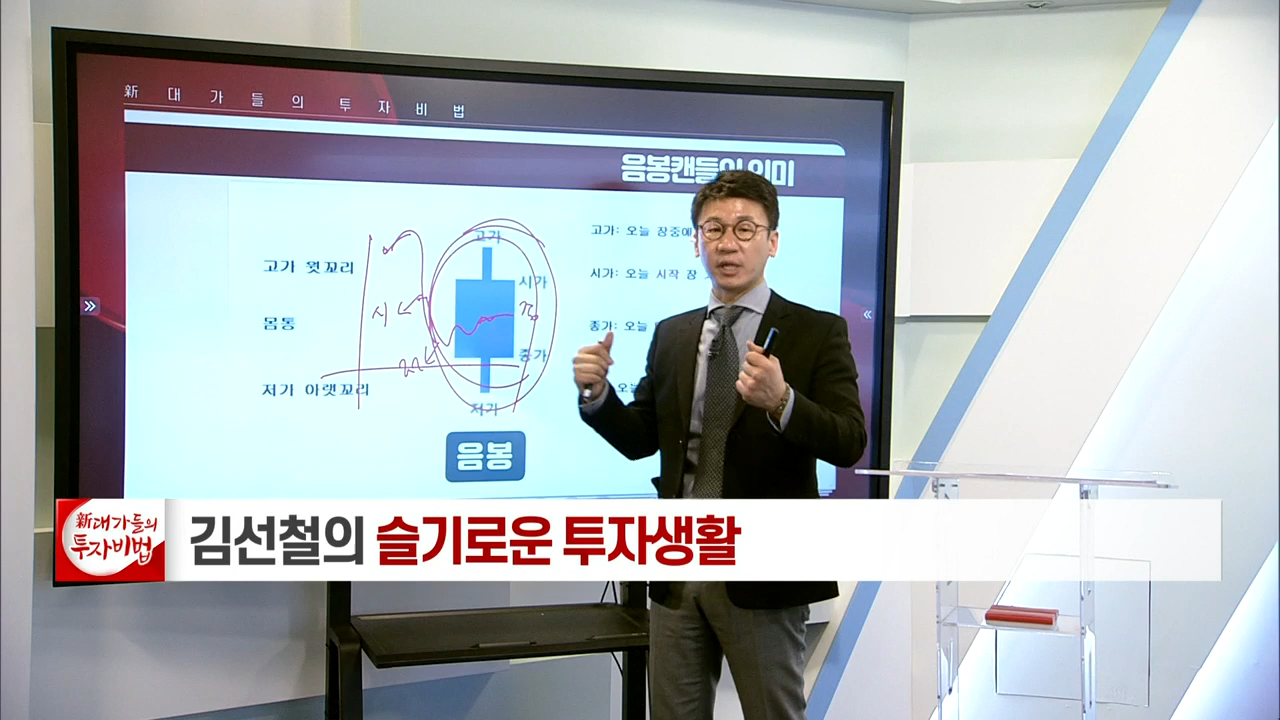 新 대가들의 투자비법
음봉캔들의 의미
고가
고가 윗꼬리
시가
몸통
종가
저가 아랫꼬리
저가
음봉
고가: 오늘 장중에
시가: 오늘 시작 장
종가: 오늘
오늘
시
新대가들의
투자비법
김선철의 슬기로운 투자생활